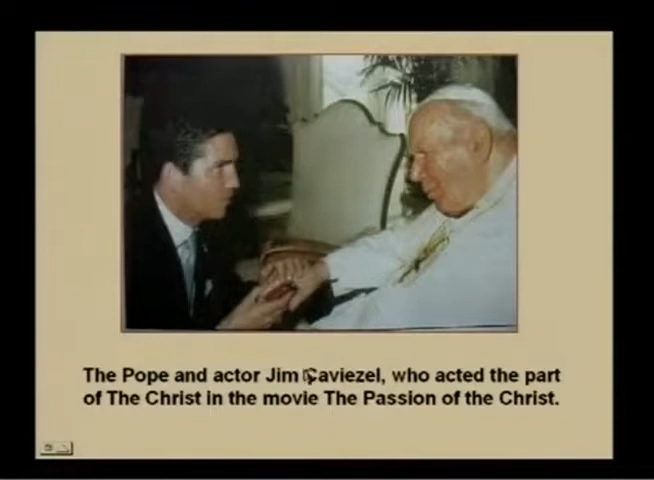 The Pope and actor Jim Caviezel, who acted the part
of The Christ in the movie The Passion of the Christ.